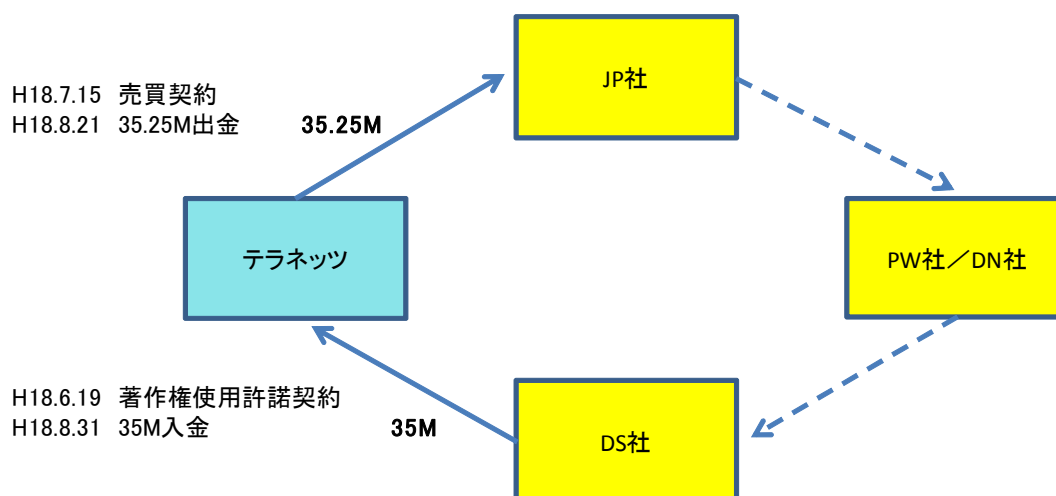 JP社
H18.7.15 売買契約
H18.8.21 35.25M出金 35.25M
テラネッツ
PW社／DN社
H18.6.19 著作権使用許諾契約
H18.8.31 35M入金 35M
DS社